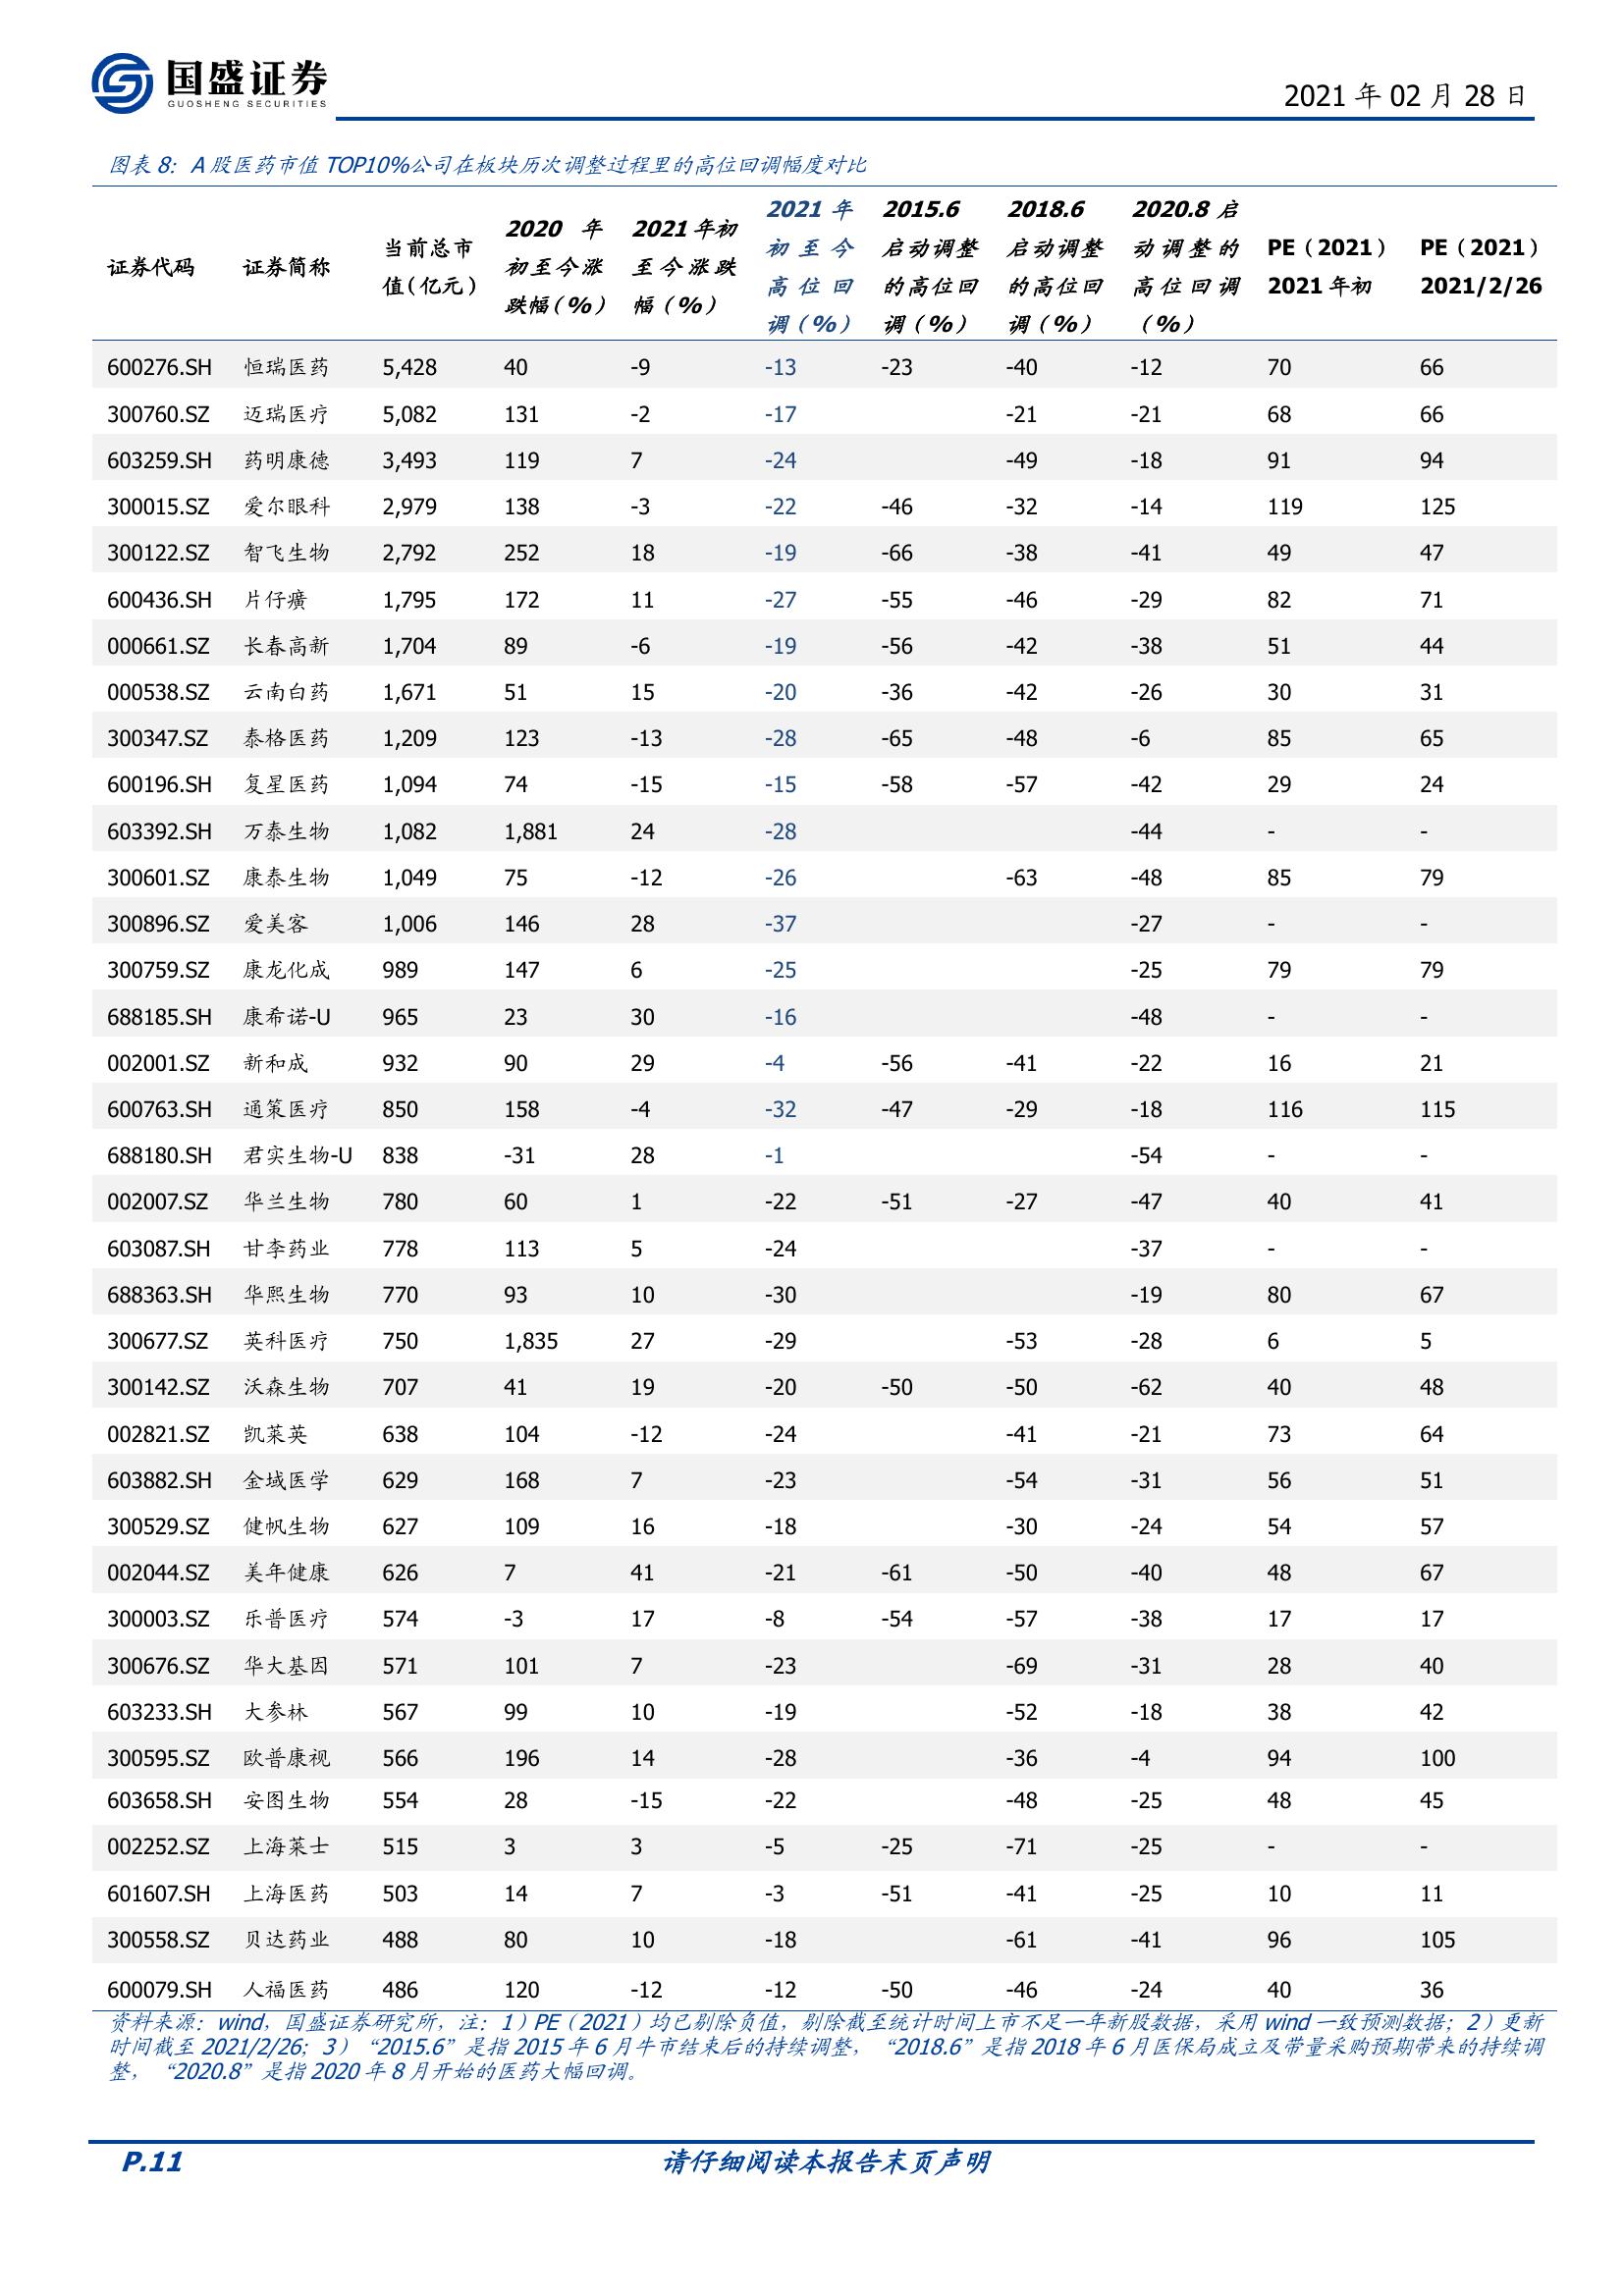 国盛证券
GUOSHENG SECURITIES
2021 年 02 月 28 日
图表 8：A 股医药市值 TOP10%公司在板块历次调整过程里的高位回调幅度对比
证券代码 证券简称 当前总市值(亿元) 2020 年初至今涨跌幅（%） 2021 年初至今涨跌幅（%） 2021 年初至今高位回调（%） 2015.6 启动调整的高位回调（%） 2018.6 启动调整的高位回调（%） 2020.8 启动调整的高位回调（%） PE（2021）2021 年初 PE（2021）2021/2/26
600276.SH 恒瑞医药 5,428 40 -9 -13 -23 -40 -12 70 66
300760.SZ 迈瑞医疗 5,082 131 -2 -17 -21 -21 68 66
603259.SH 药明康德 3,493 119 7 -24 -49 -18 91 94
300015.SZ 爱尔眼科 2,979 138 -3 -22 -46 -32 -14 119 125
300122.SZ 智飞生物 2,792 252 18 -19 -66 -38 -41 49 47
600436.SH 片仔癀 1,795 172 11 -27 -55 -46 -29 82 71
000661.SZ 长春高新 1,704 89 -6 -19 -56 -42 -38 51 44
000538.SZ 云南白药 1,671 51 15 -20 -36 -42 -26 30 31
300347.SZ 泰格医药 1,209 123 -13 -28 -65 -48 -6 85 65
600196.SH 复星医药 1,094 74 -15 -15 -58 -57 -42 29 24
603392.SH 万泰生物 1,082 1,881 24 -28 -44 - -
300601.SZ 康泰生物 1,049 75 -12 -26 -63 -48 85 79
300896.SZ 爱美客 1,006 146 28 -37 -27 - -
300759.SZ 康龙化成 989 147 6 -25 -25 79 79
688185.SH 康希诺-U 965 23 30 -16 -48 - -
002001.SZ 新和成 932 90 29 -4 -56 -41 -22 16 21
600763.SH 通策医疗 850 158 -4 -32 -47 -29 -18 116 115
688180.SH 君实生物-U 838 -31 28 -1 -54 - -
002007.SZ 华兰生物 780 60 1 -22 -51 -27 -47 40 41
603087.SH 甘李药业 778 113 5 -24 -37 - -
688363.SH 华熙生物 770 93 10 -30 -19 80 67
300677.SZ 英科医疗 750 1,835 27 -29 -53 -28 6 5
300142.SZ 沃森生物 707 41 19 -20 -50 -50 -62 40 48
002821.SZ 凯莱英 638 104 -12 -24 -41 -21 73 64
603882.SH 金域医学 629 168 7 -23 -54 -31 56 51
300529.SZ 健帆生物 627 109 16 -18 -30 -24 54 57
002044.SZ 美年健康 626 7 41 -21 -61 -50 -40 48 67
300003.SZ 乐普医疗 574 -3 17 -8 -54 -57 -38 17 17
300676.SZ 华大基因 571 101 7 -23 -69 -31 28 40
603233.SH 大参林 567 99 10 -19 -52 -18 38 42
300595.SZ 欧普康视 566 196 14 -28 -36 -4 94 100
603658.SH 安图生物 554 28 -15 -22 -48 -25 48 45
002252.SZ 上海莱士 515 3 3 -5 -25 -71 -25 - -
601607.SH 上海医药 503 14 7 -3 -51 -41 -25 10 11
300558.SZ 贝达药业 488 80 10 -18 -61 -41 96 105
600079.SH 人福医药 486 120 -12 -12 -50 -46 -24 40 36
资料来源：wind，国盛证券研究所，注：1）PE（2021）均已剔除负值，剔除截至统计时间上市不足一年新股数据，采用 wind 一致预测数据；2）更新
时间截至 2021/2/26；3）“2015.6”是指 2015 年 6 月牛市结束后的持续调整，“2018.6”是指 2018 年 6 月医保局成立及带量采购预期带来的持续调
整，“2020.8”是指 2020 年 8 月开始的医药大幅回调。
P.11 请仔细阅读本报告末页声明